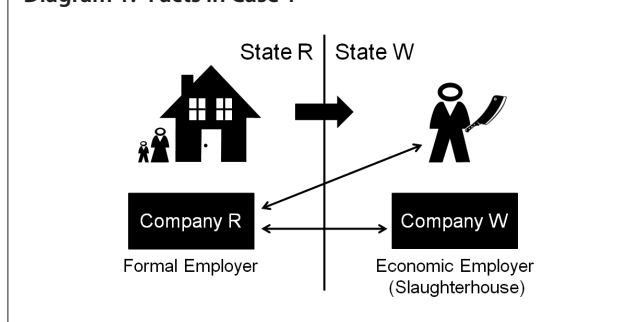 Diagram 1: Facts in Case 1
State R
State W
Company R
Company W
Formal Employer
Economic Employer
(Slaughterhouse)